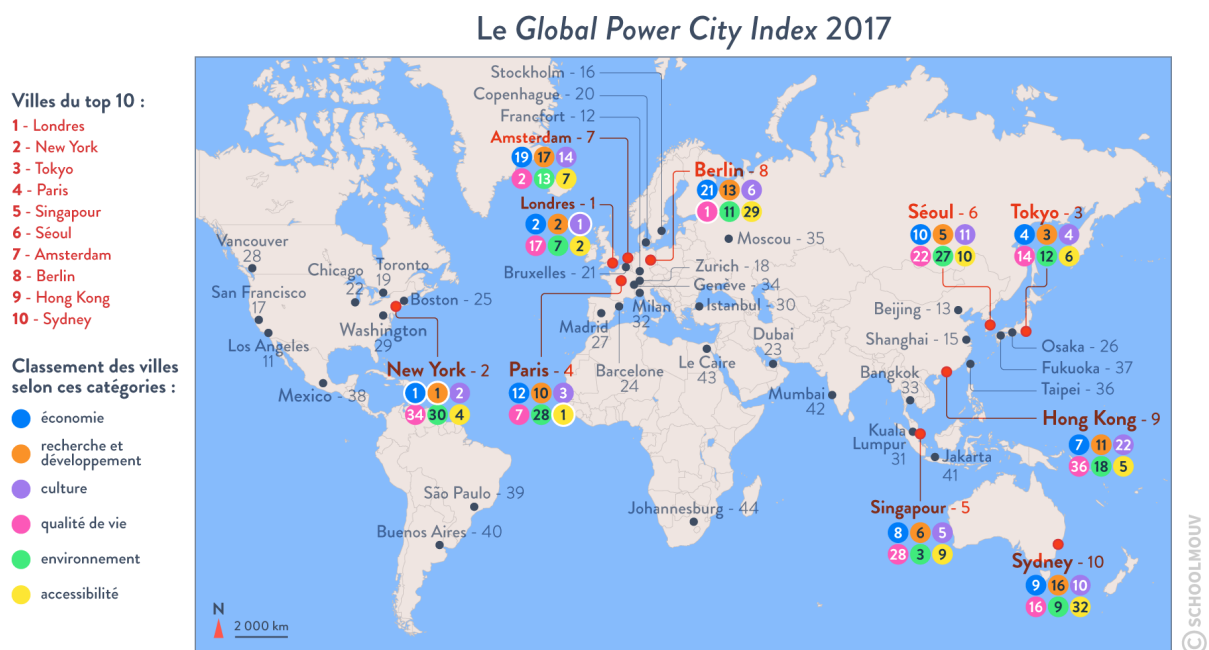 Le Global Power City Index 2017
Villes du top 10 :
1 - Londres
2 - New York
3 - Tokyo
4 - Paris
5 - Singapour
6 - Séoul
7 - Amsterdam
8 - Berlin
9 - Hong Kong
10 - Sydney
Classement des villes
selon ces catégories :
économie
recherche et
développement
culture
qualité de vie
environnement
accessibilité
Stockholm - 16
Copenhague - 20
Francfort - 12
Amsterdam - 7
19 17 14
2 13 7
Londres - 1
2 2 1
17 7 2
Bruxelles - 21
Berlin - 8
21 13 6
1 11 29
Moscou - 35
Zurich - 18
Genève - 34
Istanbul - 30
Milan
32
Madrid
27
Barcelone
24
Paris - 4
12 10 3
7 28 1
Vancouver
28
Chicago
22
Toronto
19
Boston - 25
San Francisco
17
Los Angeles
11
Washington
29
New York - 2
1 1 2
34 30 4
Mexico - 38
São Paulo - 39
Buenos Aires - 40
Le Caire
43
Dubai
23
Mumbai
42
Johannesburg - 44
Séoul - 6
10 5 11
22 27 10
Tokyo - 3
4 3 4
14 12 6
Beijing - 13
Shanghai - 15
Bangkok
33
Osaka - 26
Fukuoka - 37
Taipei - 36
Hong Kong - 9
7 11 22
36 18 5
Kuala
Lumpur
31
Jakarta
41
Singapour - 5
8 6 5
28 3 9
Sydney - 10
9 16 10
16 9 32
N
2 000 km
© SCHOOLMOUV